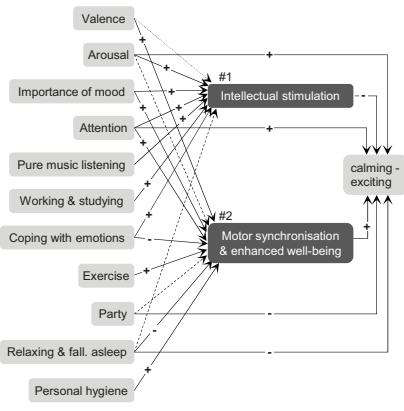 Valence
Arousal
Importance of mood
Attention
Pure music listening
Working & studying
Coping with emotions
Exercise
Party
Relaxing & fall. asleep
Personal hygiene
#1
Intellectual stimulation
#2
Motor synchronisation
& enhanced well-being
calming -
exciting
+
+
+
+
+
+
+
+
+
+
+
-
+
-
+
+
+
-
+
-
-